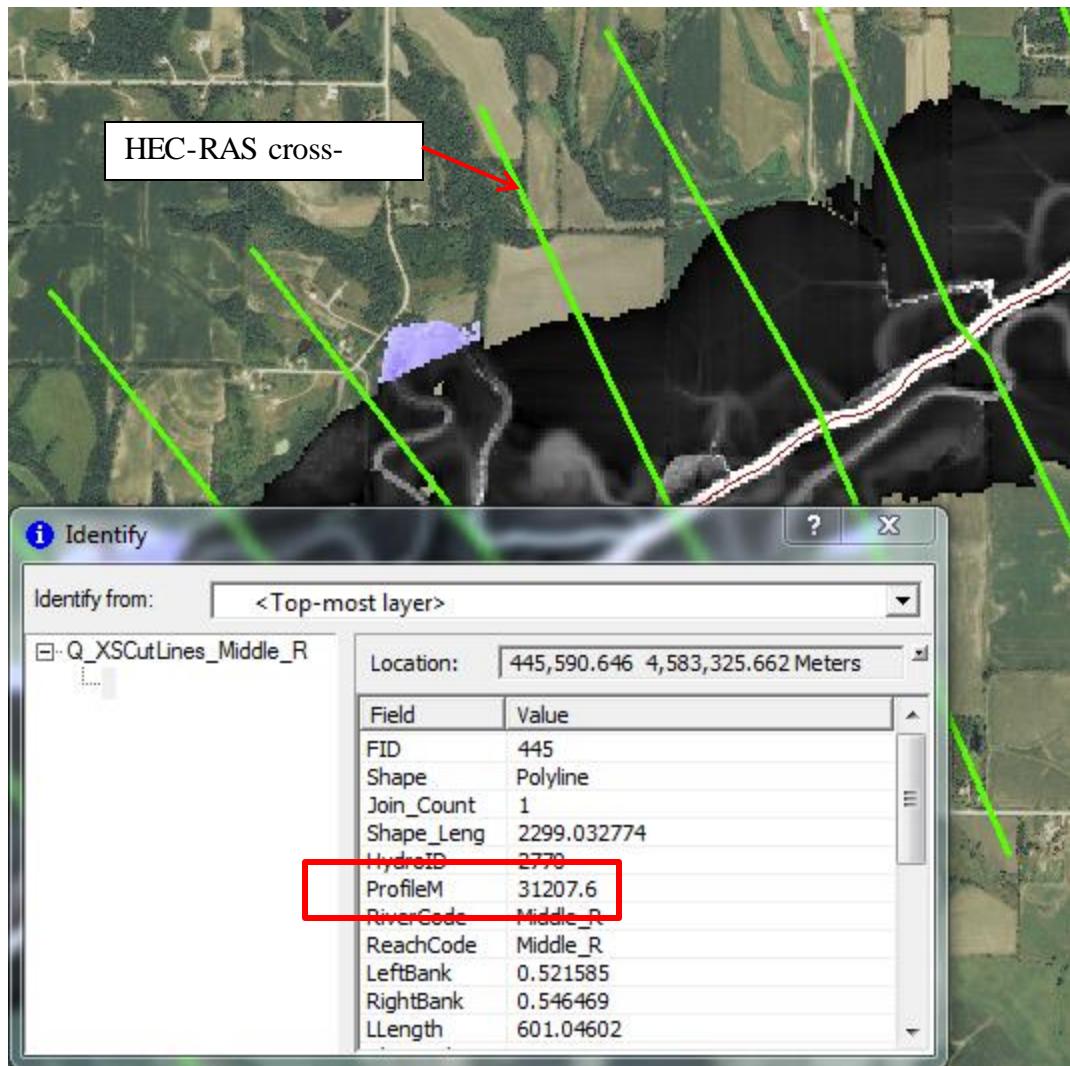 HEC-RAS cross-
Identify
Identify from: <Top-most layer>
Q_XSCutLines_Middle_R
Location: 445,590.646 4,583,325.662 Meters
Field Value
FID 445
Shape Polyline
Join_Count 1
Shape_Leng 2299.032774
HydroID 2779
ProfileM 31207.6
RiverCode Middle_R
ReachCode Middle_R
LeftBank 0.521585
RightBank 0.546469
LLength 601.04602